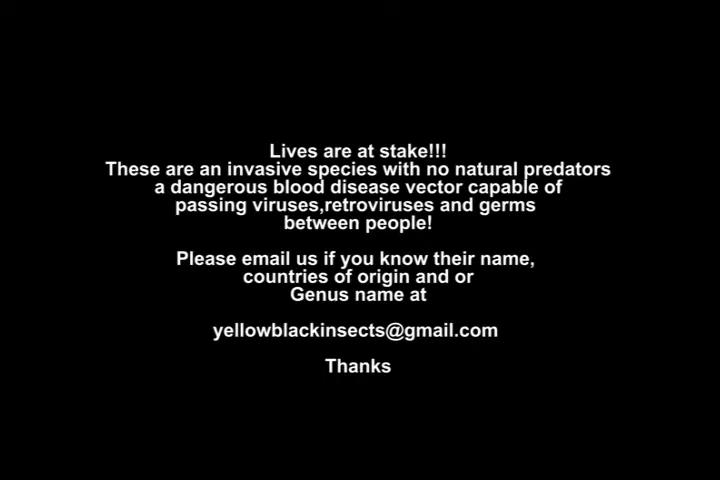 Lives are at stake!!!
These are an invasive species with no natural predators
a dangerous blood disease vector capable of
passing viruses,retroviruses and germs
between people!
Please email us if you know their name,
countries of origin and or
Genus name at
yellowblackinsects@gmail.com
Thanks